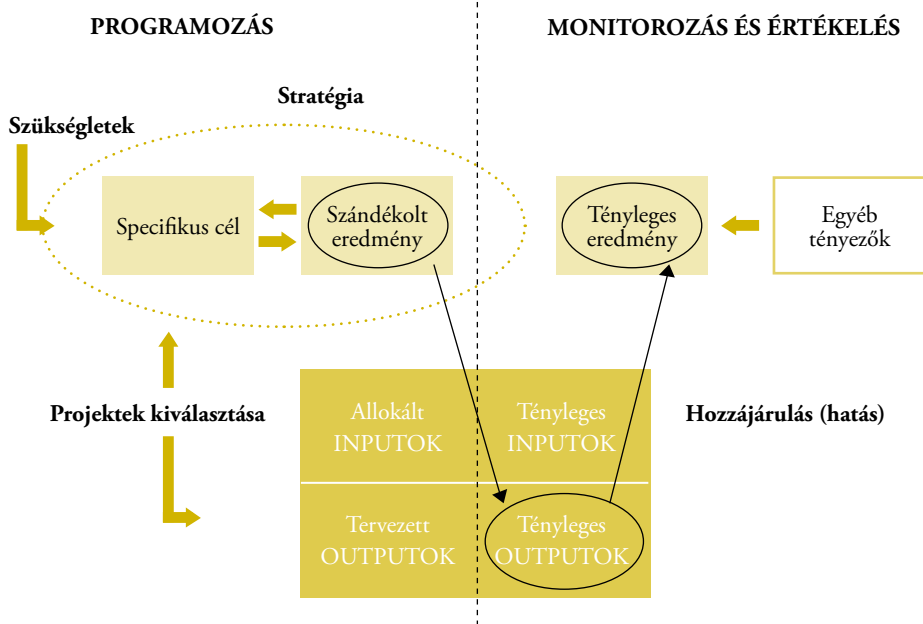 PROGRAMOZÁS
MONITOROZÁS ÉS ÉRTÉKELÉS
Stratégia
Szükségletek
Specifikus cél
Szándékolt
eredmény
Tényleges
eredmény
Egyéb
tényezők
Projektek kiválasztása
Allokált
INPUTOK
Tényleges
INPUTOK
Hozzájárulás (hatás)
Tervezett
OUTPUTOK
Tényleges
OUTPUTOK